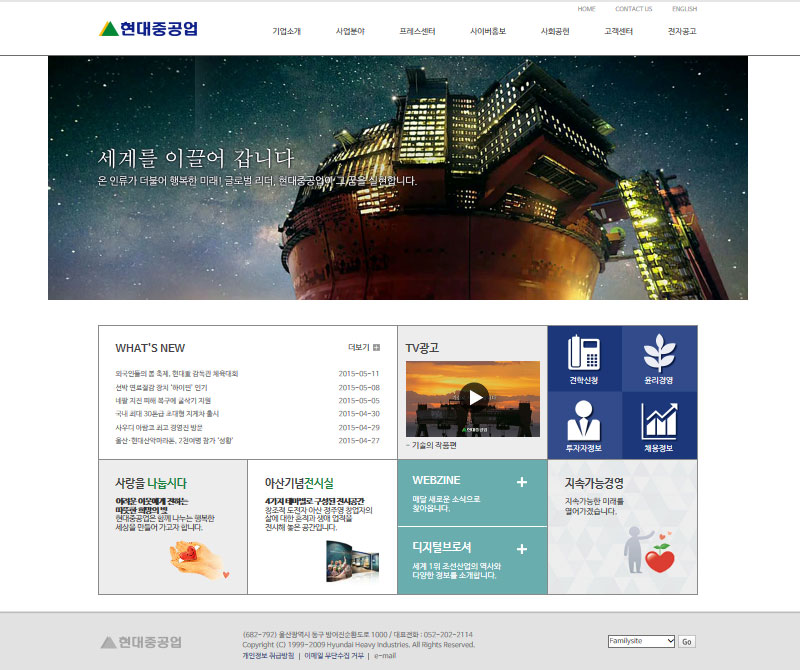 HOME CONTACT US ENGLISH
현대중공업
기업소개 사업분야 프레스센터 사이버홍보 사회공헌 고객센터 전자공고
세계를 이끌어 갑니다
온 인류가 더불어 행복한 미래! 글로벌 리더, 현대중공업이 그 꿈을 실현합니다.
WHAT'S NEW 더보기
외국인들의 봄 축제, 현대重 감독관 체육대회 2015-05-11
선박 연료절감 장치 '하이핀' 인기 2015-05-08
네팔 지진 피해 복구에 굴삭기 지원 2015-05-05
국내 최대 30톤급 초대형 지게차 출시 2015-04-30
사우디 아람코 최고 경영진 방문 2015-04-29
울산·현대산악마라톤, 2천여명 참가 '성황' 2015-04-27
TV광고
현대중공업
- 기술의 작품편
견학신청
윤리경영
투자자정보
채용정보
사랑을 나눕시다
어려운 이웃에게 전하는
따뜻한 희망의 빛
현대중공업은 함께 나누는 행복한
세상을 만들어 가고자 합니다.
아산기념전시실
4가지 테마별로 구성된 전시공간
창조적 도전자 아산 정주영 창업자의
삶에 대한 흔적과 생애 업적을
전시해 놓은 공간입니다.
WEBZINE
매달 새로운 소식으로
찾아옵니다.
디지털브로셔
세계 1위 조선산업의 역사와
다양한 정보를 소개합니다.
지속가능경영
지속가능한 미래를
열어가겠습니다.
현대중공업
(682-792) 울산광역시 동구 방어진순환도로 1000 / 대표전화 : 052-202-2114
Copyright (C) 1999-2009 Hyundai Heavy Industries. All Rights Reserved.
개인정보 취급방침 | 이메일 무단수집 거부 | e-mail
Familysite Go